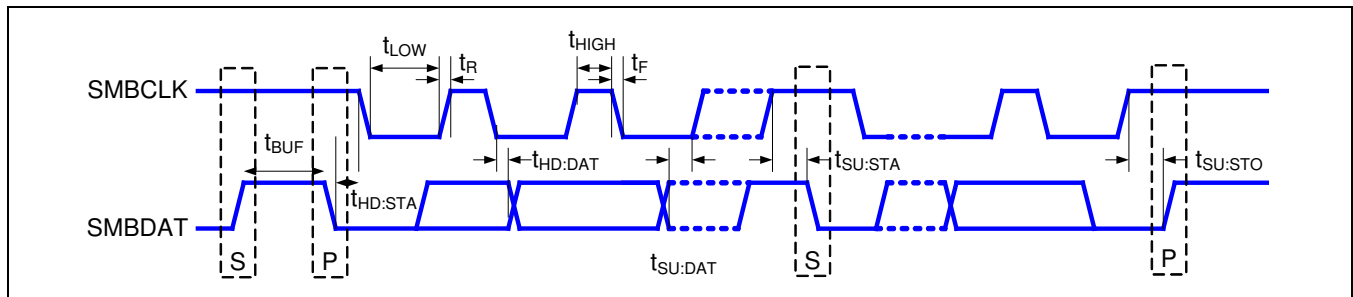 tLOW
tHIGH
tR
tF
SMBCLK
tBUF
tHD:DAT
tSU:STA
tSU:STO
tHD:STA
SMBDAT
tSU:DAT
S
P
S
P